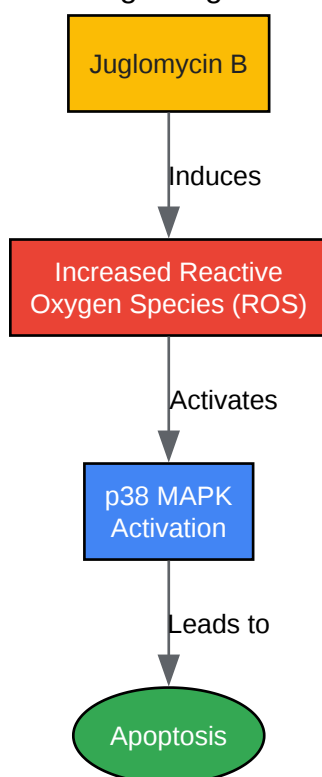 Juglomycin B
Induces
Increased Reactive
Oxygen Species (ROS)
Activates
p38 MAPK
Activation
Leads to
Apoptosis